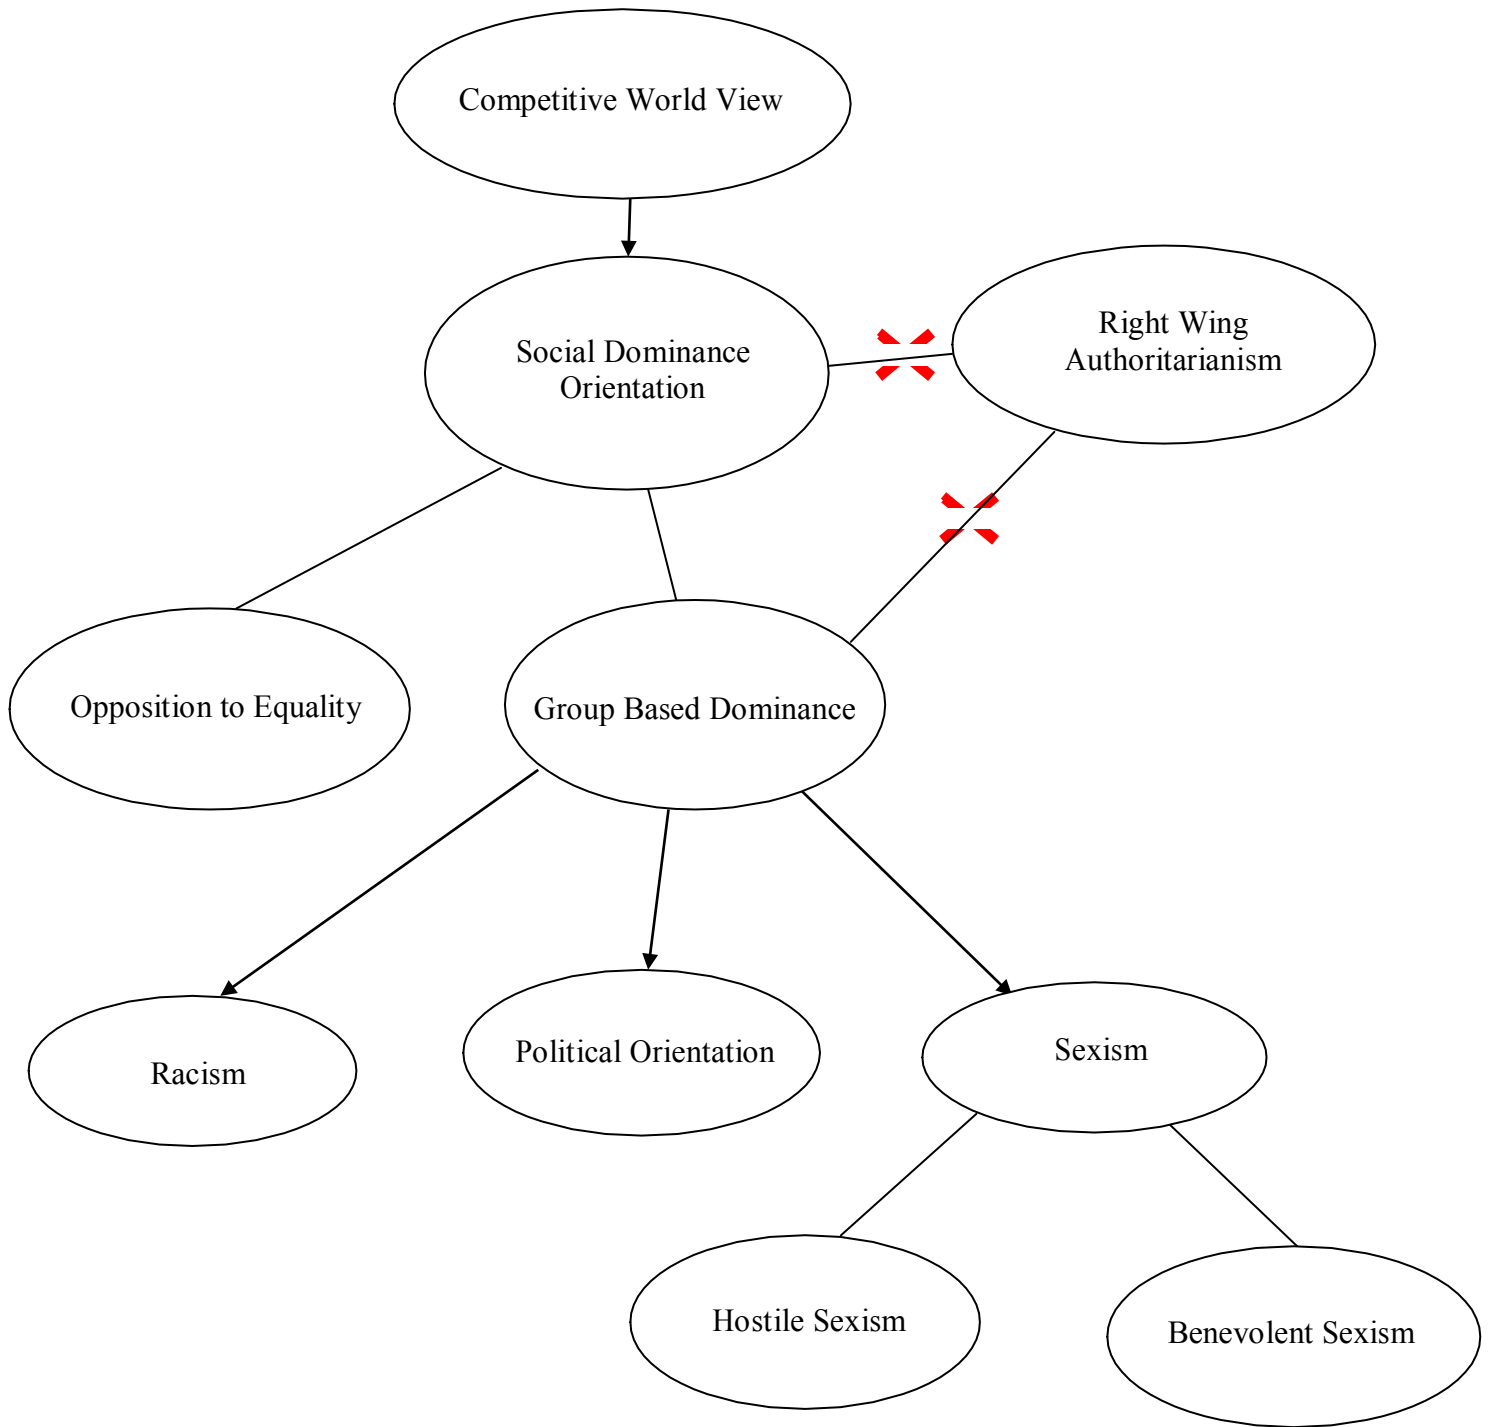 Competitive World View
Social Dominance
Orientation
Right Wing
Authoritarianism
Opposition to Equality
Group Based Dominance
Racism
Political Orientation
Sexism
Hostile Sexism
Benevolent Sexism